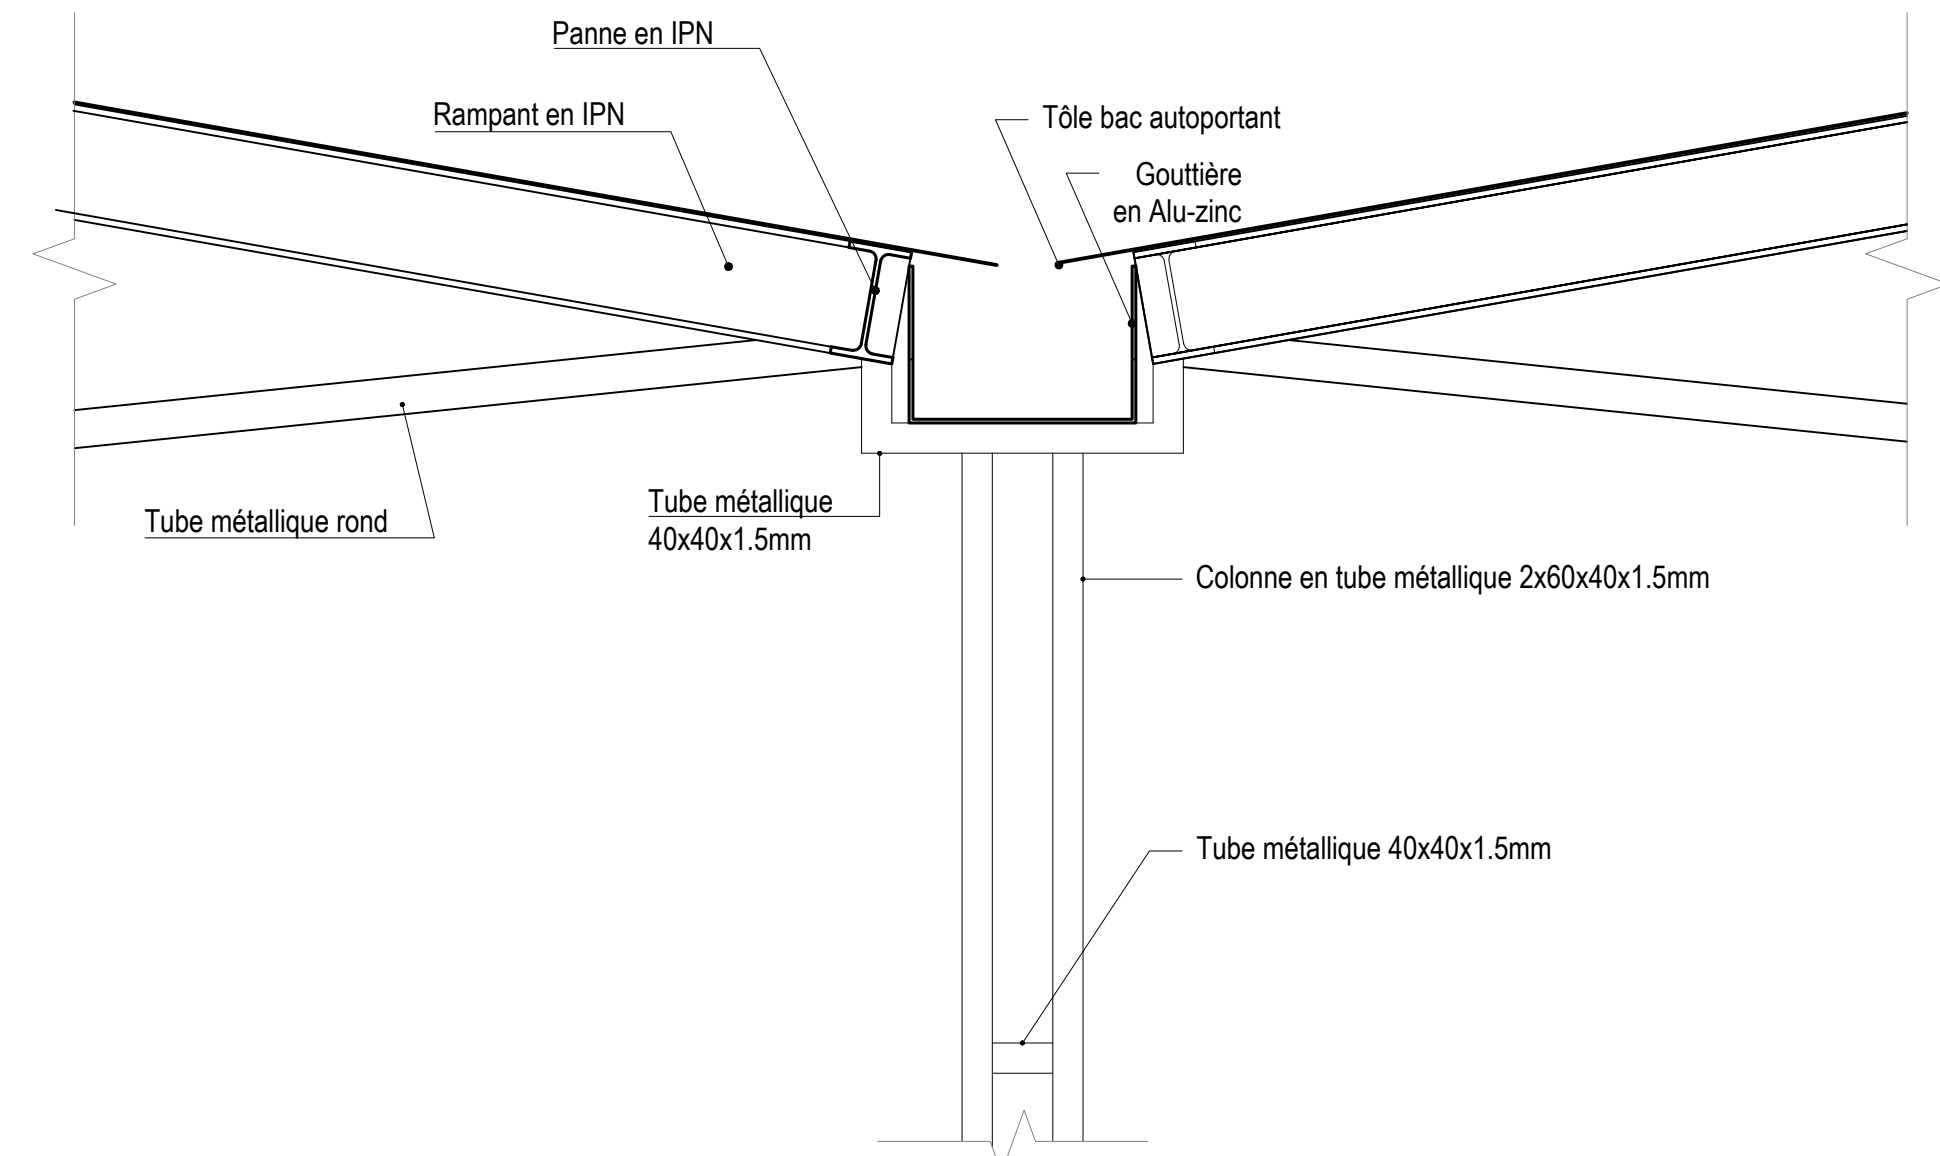 Panne en IPN
Rampant en IPN
Tôle bac autoportant
Gouttière
en Alu-zinc
Tube métallique
40x40x1.5mm
Tube métallique rond
Colonne en tube métallique 2x60x40x1.5mm
Tube métallique 40x40x1.5mm